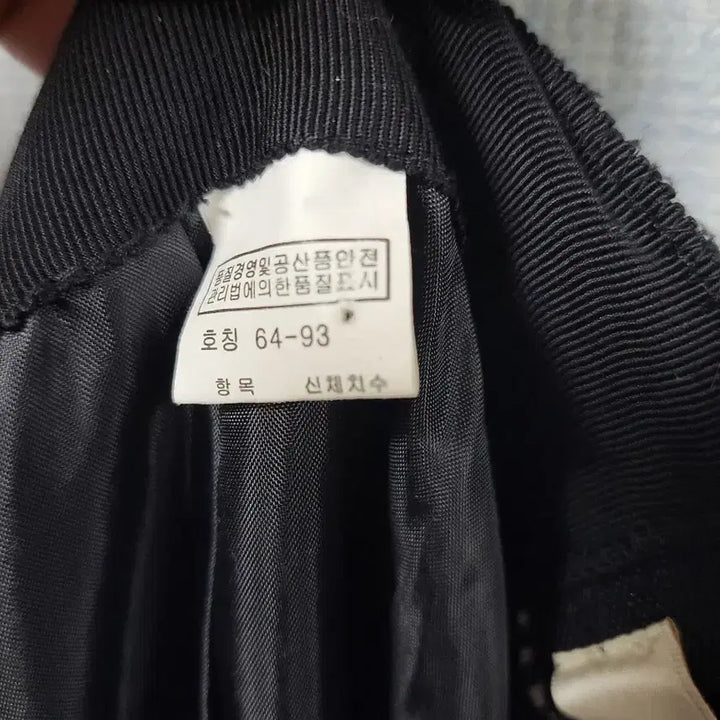 품질경영및공산품안전
관리법에의한품질표시
호칭 64-93
항목 신체치수